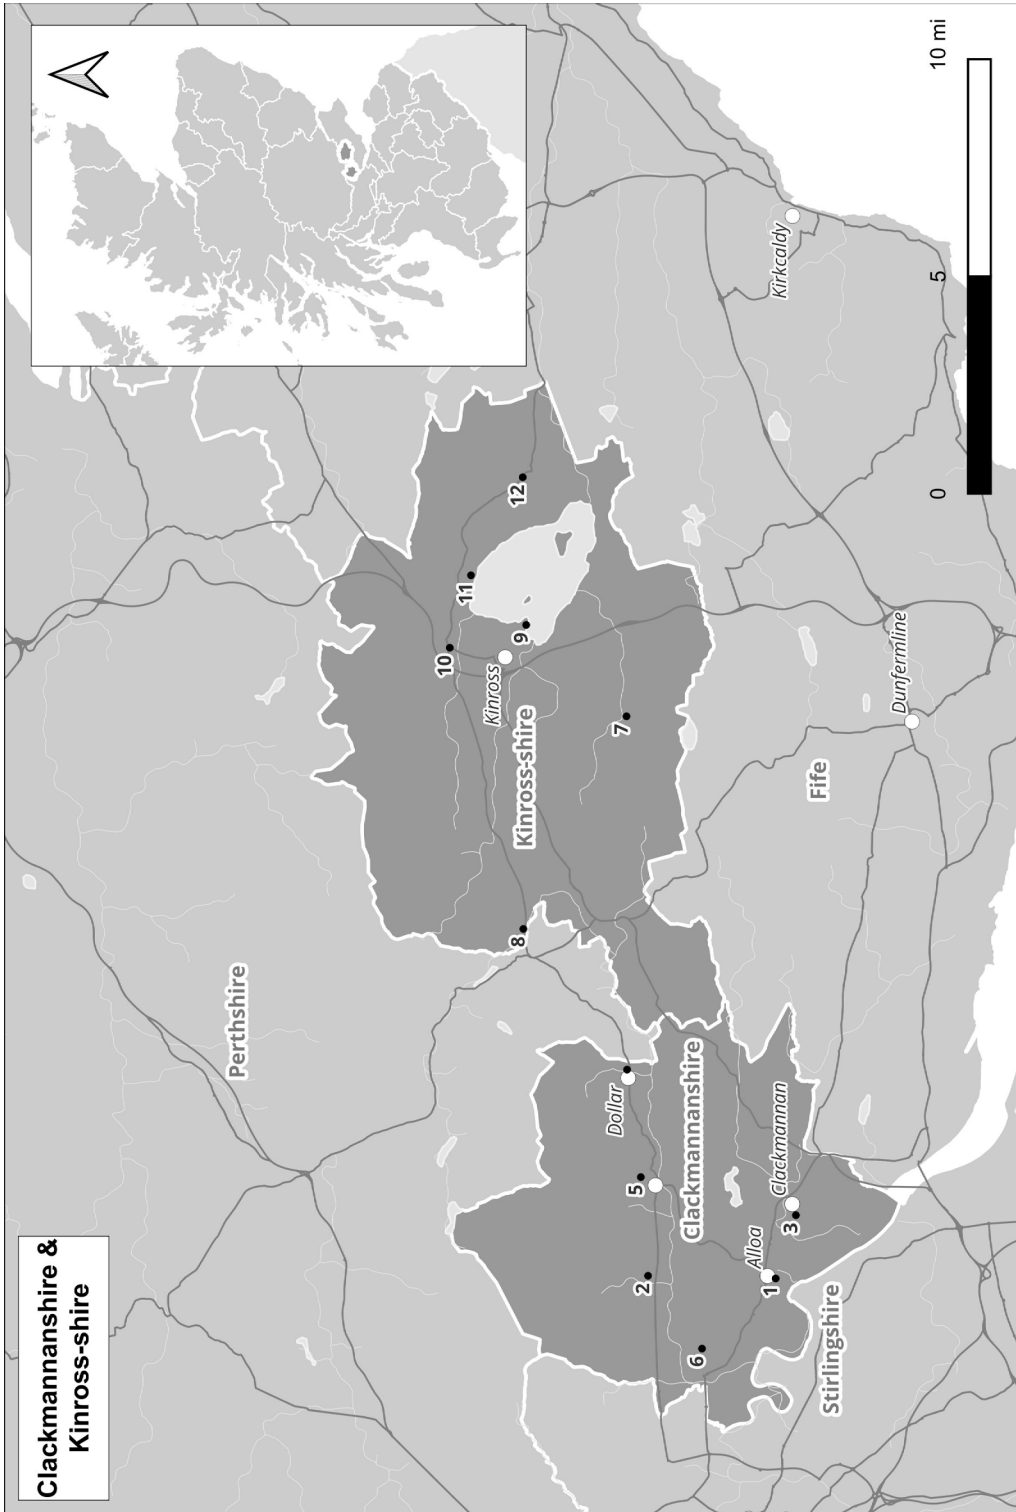 Clackmannanshire &
Kinross-shire
Perthshire
10
11
12
Kinross
9
8
Kinross-shire
7
Dollar
5
2
Clackmannanshire
6
Alloa
1
Clackmannan
3
Stirlingshire
Fife
Dunfermline
Kirkcaldy
0
5
10 mi